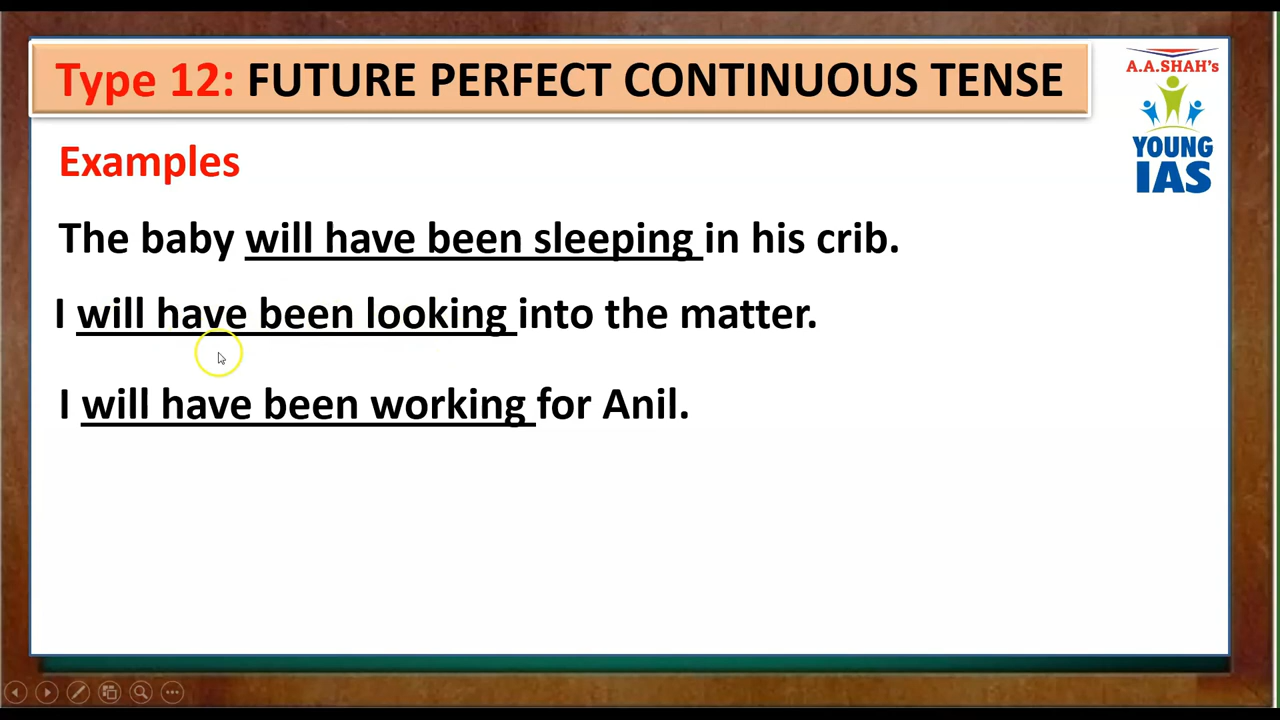 Type 12: FUTURE PERFECT CONTINUOUS TENSE
A.A.SHAH's
YOUNG
IAS
Examples
The baby will have been sleeping in his crib.
I will have been looking into the matter.
I will have been working for Anil.